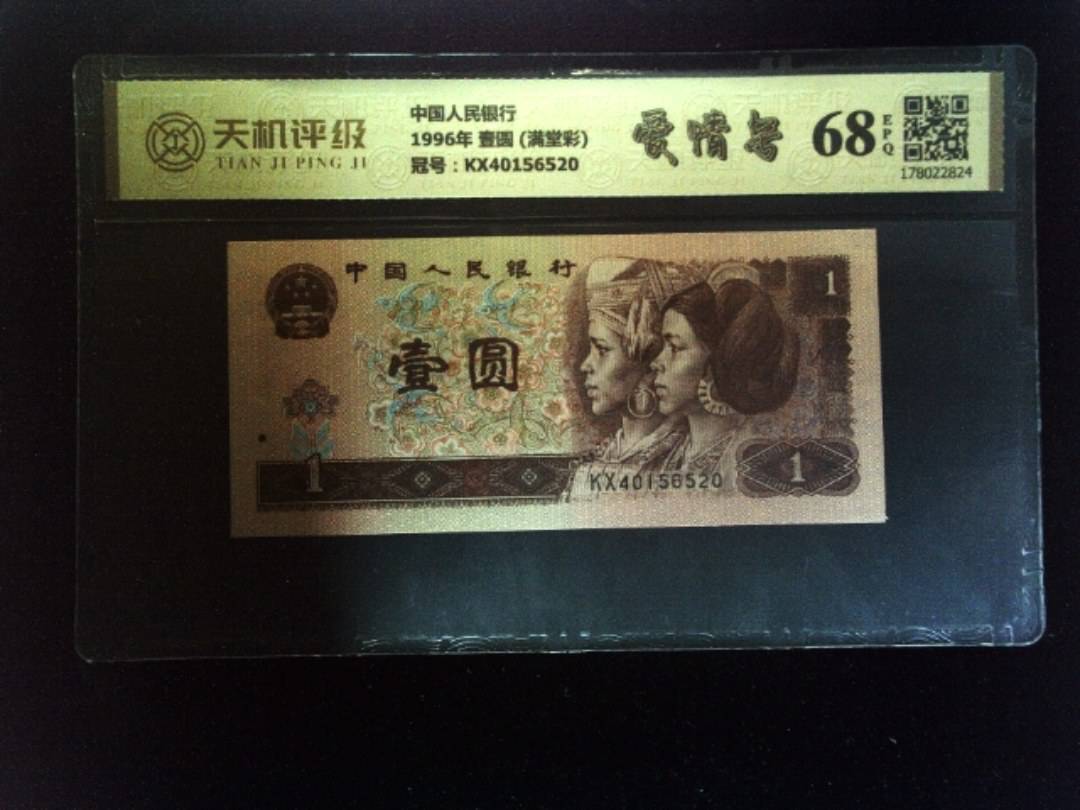 天机评级
TIAN JI PING JI
中国人民银行
1996年 壹圆 (满堂彩)
冠号：KX40156520
爱情号
68
EPQ
178022824
中国人民银行
1
壹圆
1
KX40156520
1